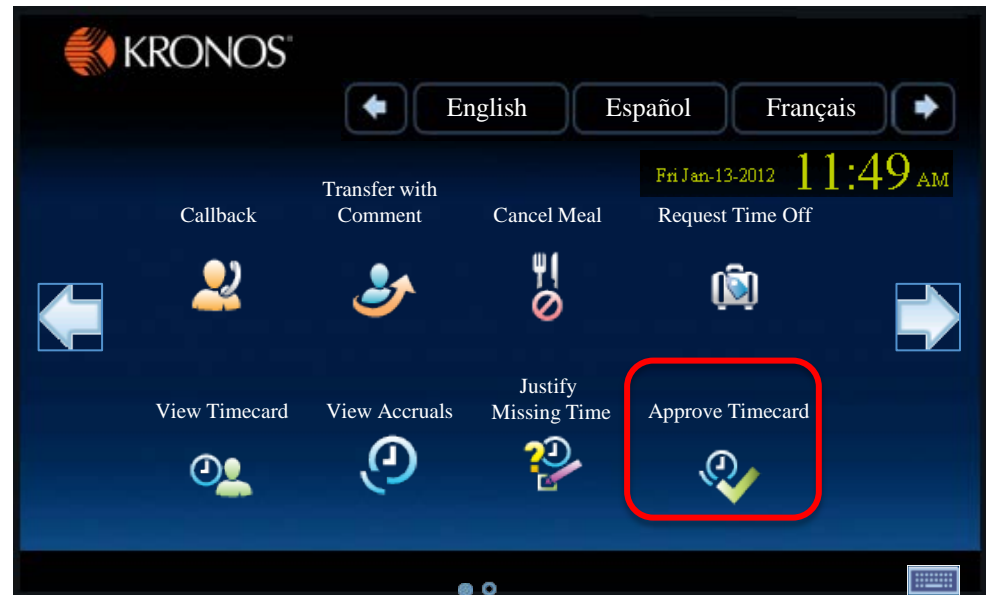 KRONOS
English Español Français
Fri Jan-13-2012 11:49 AM
Callback
Transfer with
Comment
Cancel Meal
Request Time Off
View Timecard
View Accruals
Justify
Missing Time
Approve Timecard